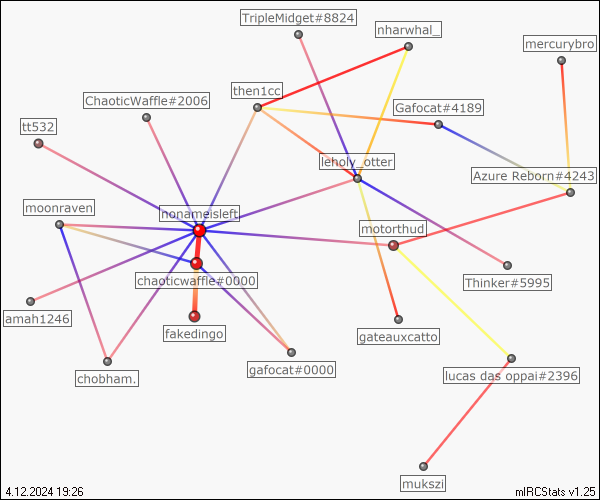 TripleMidget#8824
nharwhal_
mercurybro
then1cc
ChaoticWaffle#2006
Gafocat#4189
tt532
leholy_otter
Azure Reborn#4243
moonraven
nonameisleft
motorthud
chaoticwaffle#0000
Thinker#5995
amah1246
fakedingo
gateauxcatto
gafocat#0000
chobham.
lucas das oppai#2396
mukszi
4.12.2024 19:26
mIRCStats v1.25